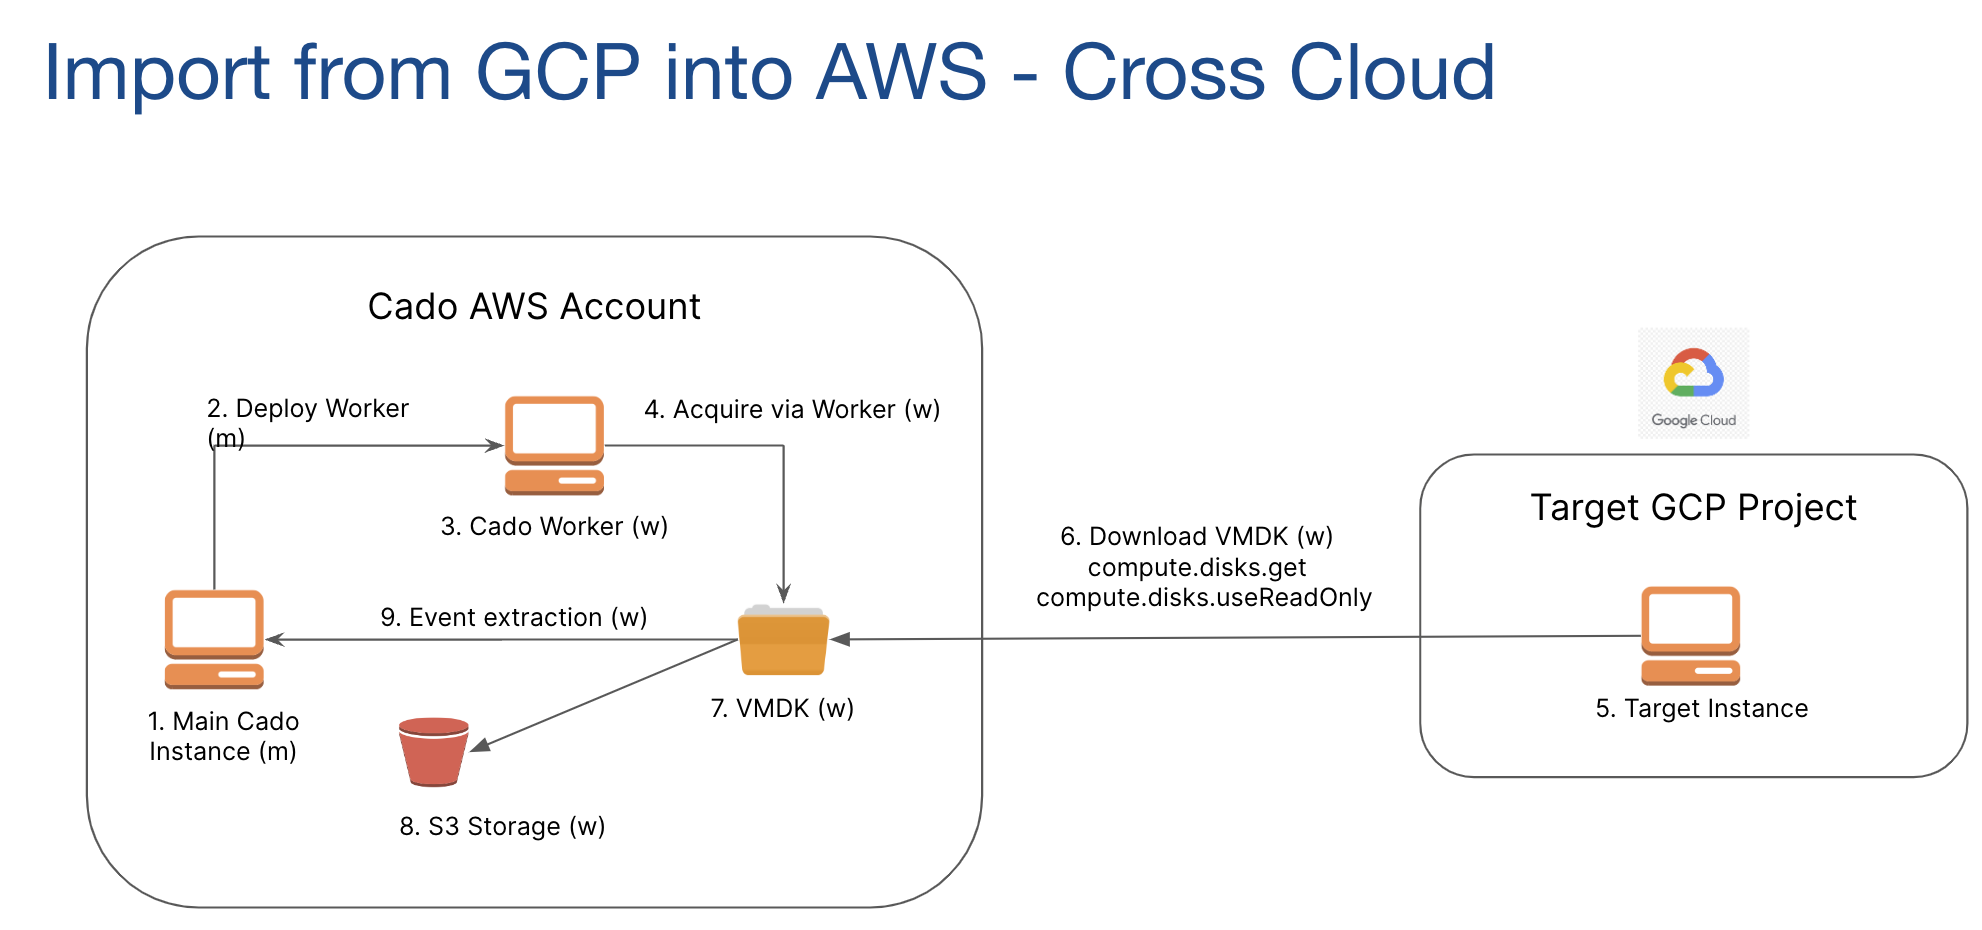 Import from GCP into AWS - Cross Cloud
Cado AWS Account
2. Deploy Worker
(m)
4. Acquire via Worker (w)
3. Cado Worker (w)
9. Event extraction (w)
1. Main Cado
Instance (m)
7. VMDK (w)
8. S3 Storage (w)
6. Download VMDK (w)
compute.disks.get
compute.disks.useReadOnly
Google Cloud
Target GCP Project
5. Target Instance